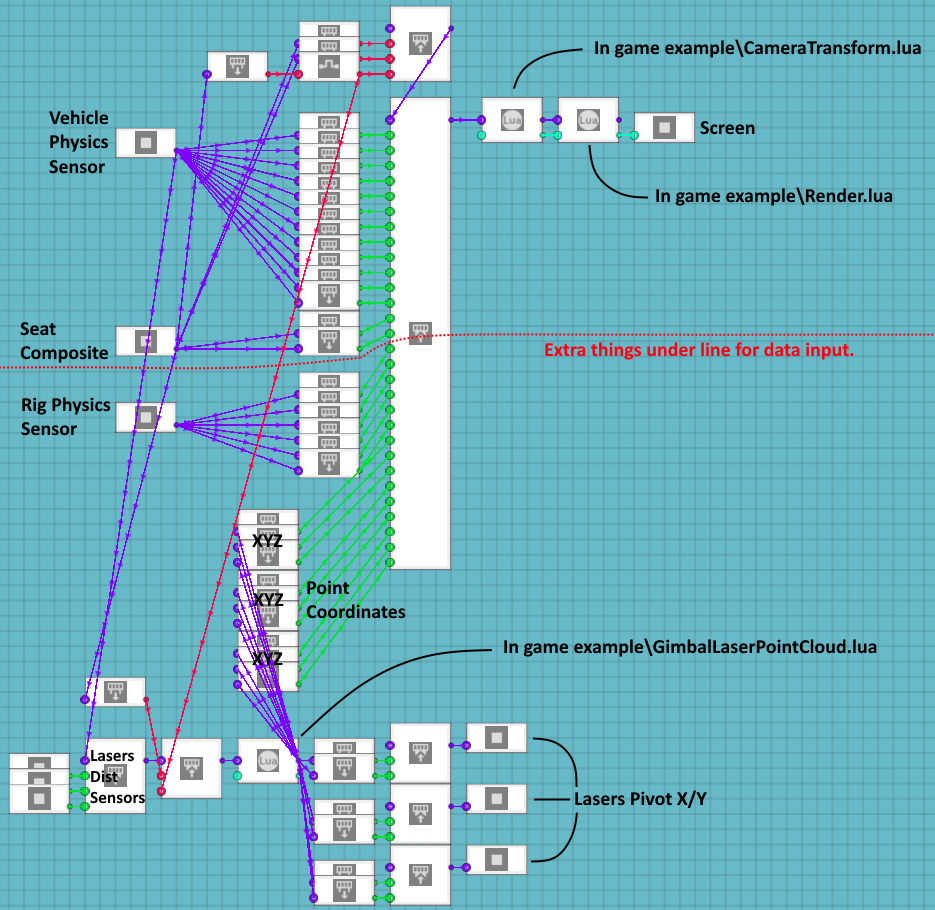 In game example\CameraTransform.lua
Vehicle
Physics
Sensor
Lua
Lua
Screen
In game example\Render.lua
Seat
Composite
Extra things under line for data input.
Rig Physics
Sensor
XYZ
XYZ
XYZ
Point
Coordinates
In game example\GimbalLaserPointCloud.lua
Lasers
Dist
Sensors
Lua
Lasers Pivot X/Y